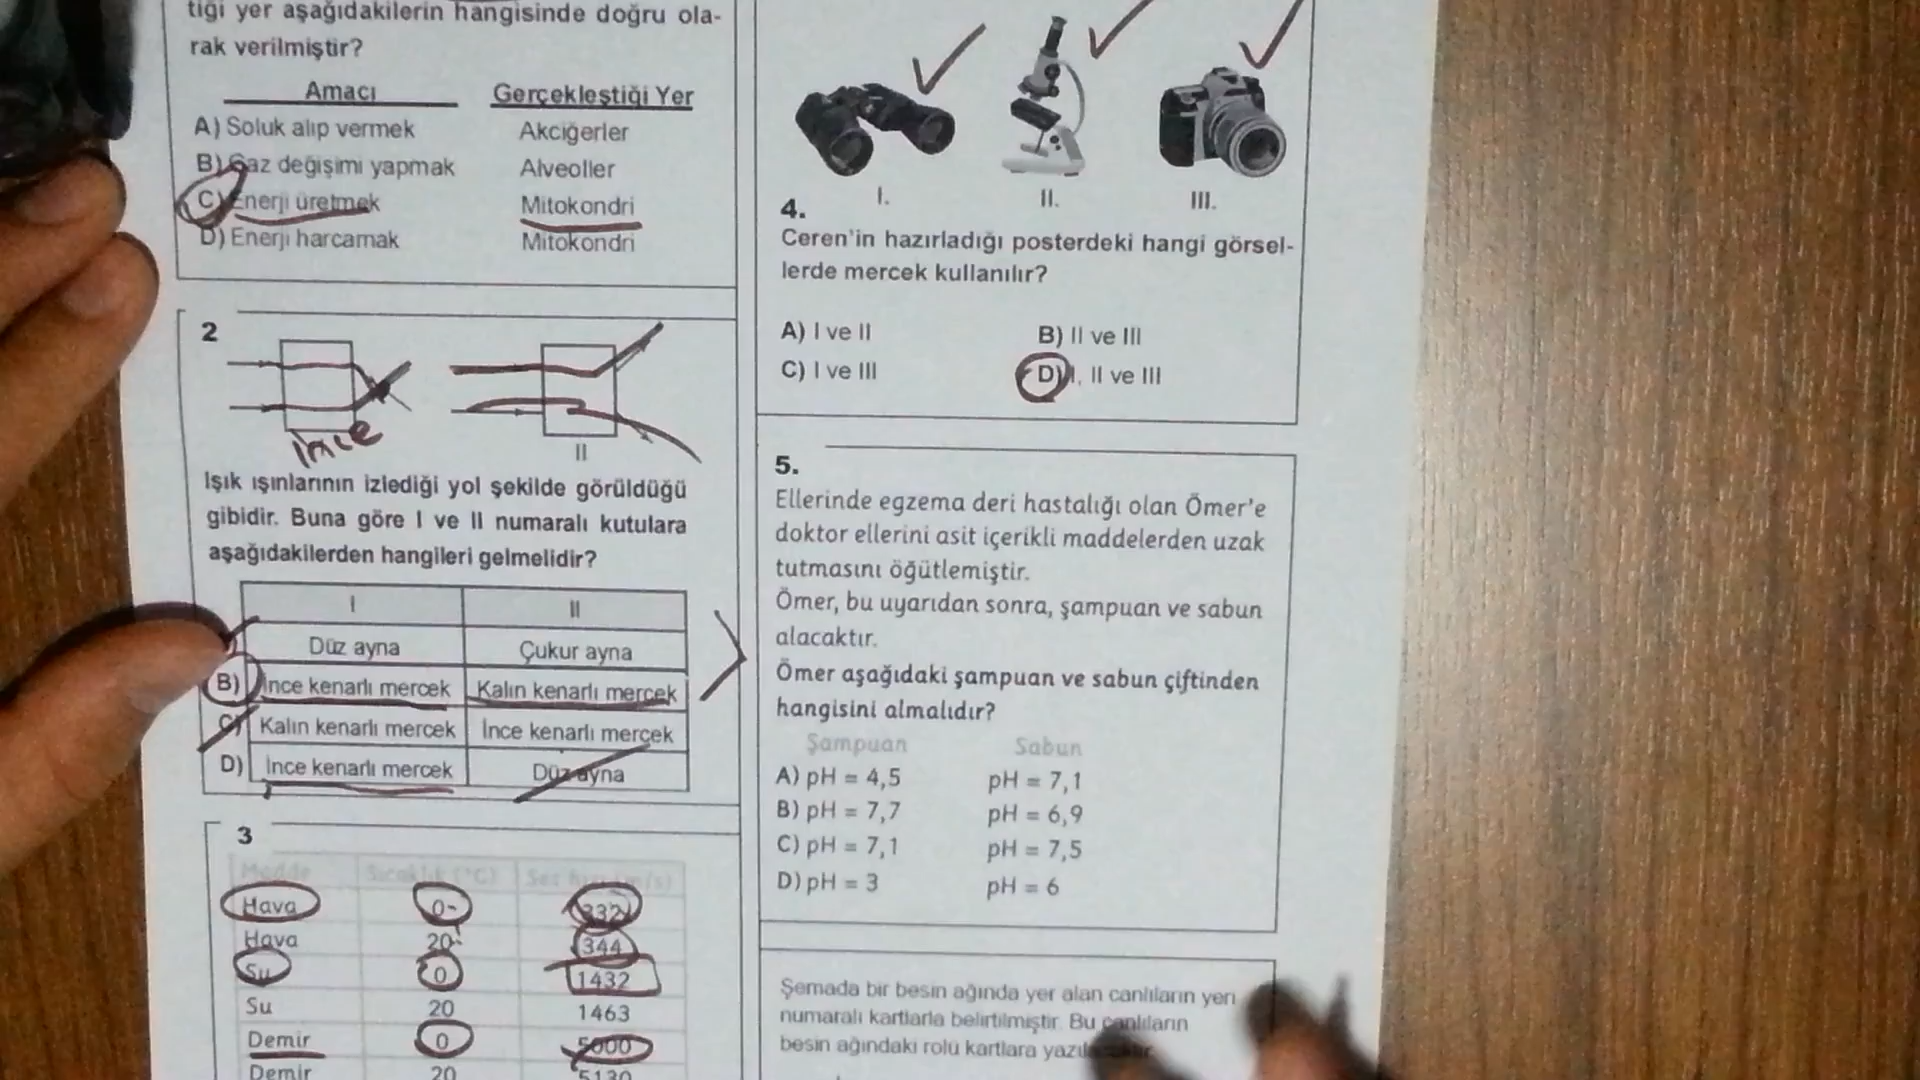 tiği yer aşağıdakilerin hangisinde doğru ola-
rak verilmiştir?
Amacı Gerçekleştiği Yer
A) Soluk alıp vermek Akciğerler
B) Gaz değişimi yapmak Alveoller
C) Enerji üretmek Mitokondri
D) Enerji harcamak Mitokondri
2
ince
II
Işık ışınlarının izlediği yol şekilde görüldüğü
gibidir. Buna göre I ve II numaralı kutulara
aşağıdakilerden hangileri gelmelidir?
I II
Düz ayna Çukur ayna
B) İnce kenarlı mercek Kalın kenarlı mercek
C) Kalın kenarlı mercek İnce kenarlı mercek
D) İnce kenarlı mercek Düz ayna
3
Madde Sıcaklık (°C) Ses hızı (m/s)
Hava 0 332
Hava 20 344
Su 0 1432
Su 20 1463
Demir 0 5000
Demir 20 5130
I. II. III.
4.
Ceren'in hazırladığı posterdeki hangi görsel-
lerde mercek kullanılır?
A) I ve II B) II ve III
C) I ve III D) I, II ve III
5.
Ellerinde egzema deri hastalığı olan Ömer'e
doktor ellerini asit içerikli maddelerden uzak
tutmasını öğütlemiştir.
Ömer, bu uyarıdan sonra, şampuan ve sabun
alacaktır.
Ömer aşağıdaki şampuan ve sabun çiftinden
hangisini almalıdır?
Şampuan Sabun
A) pH = 4,5 pH = 7,1
B) pH = 7,7 pH = 6,9
C) pH = 7,1 pH = 7,5
D) pH = 3 pH = 6
Şemada bir besin ağında yer alan canlıların yeri
numaralı kartlarla belirtilmiştir. Bu canlıların
besin ağındaki rolü kartlara